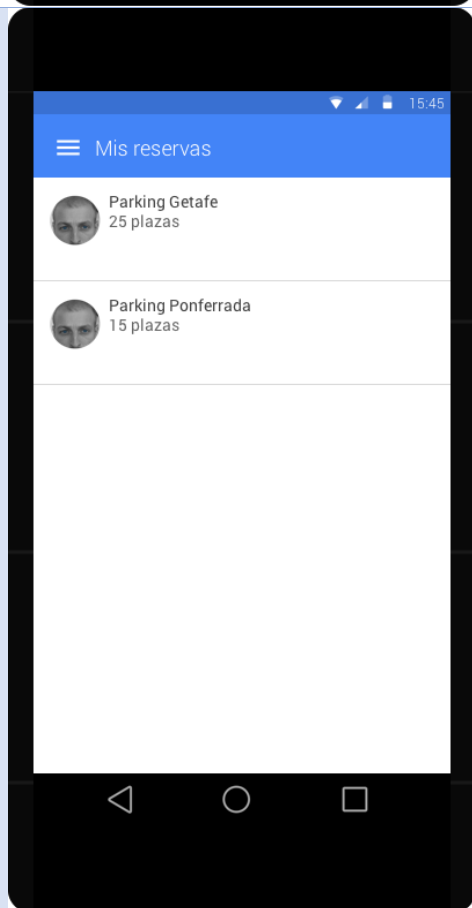 15:45
Mis reservas
Parking Getafe
25 plazas
Parking Ponferrada
15 plazas